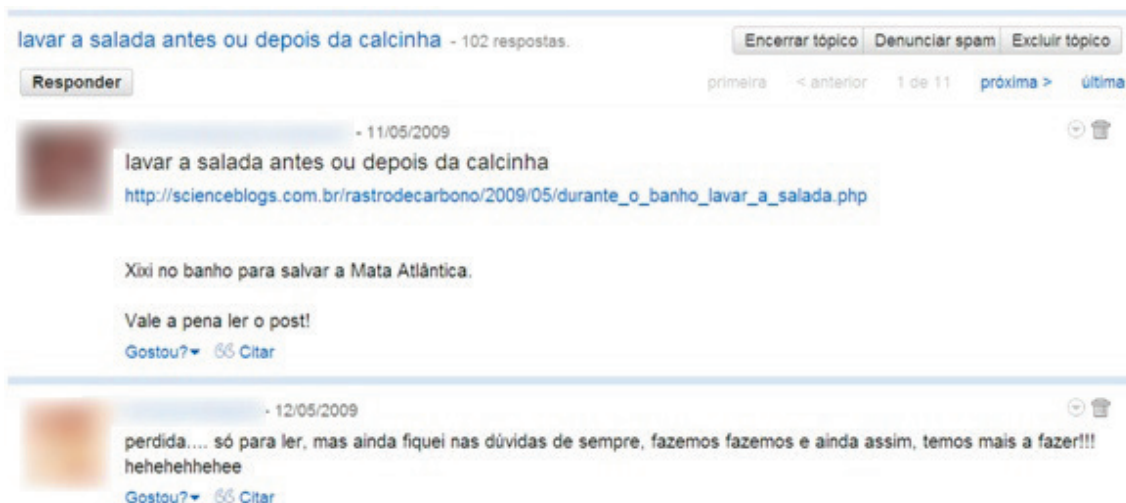 lavar a salada antes ou depois da calcinha - 102 respostas. Encerrar tópico Denunciar spam Excluir tópico
Responder primeira < anterior 1 de 11 próxima > última
- 11/05/2009
lavar a salada antes ou depois da calcinha
http://scienceblogs.com.br/rastrodecarbono/2009/05/durante_o_banho_lavar_a_salada.php
Xixi no banho para salvar a Mata Atlântica.
Vale a pena ler o post!
Gostou? Citar
- 12/05/2009
perdida.... só para ler, mas ainda fiquei nas dúvidas de sempre, fazemos fazemos e ainda assim, temos mais a fazer!!!
hehehehhehee
Gostou? Citar